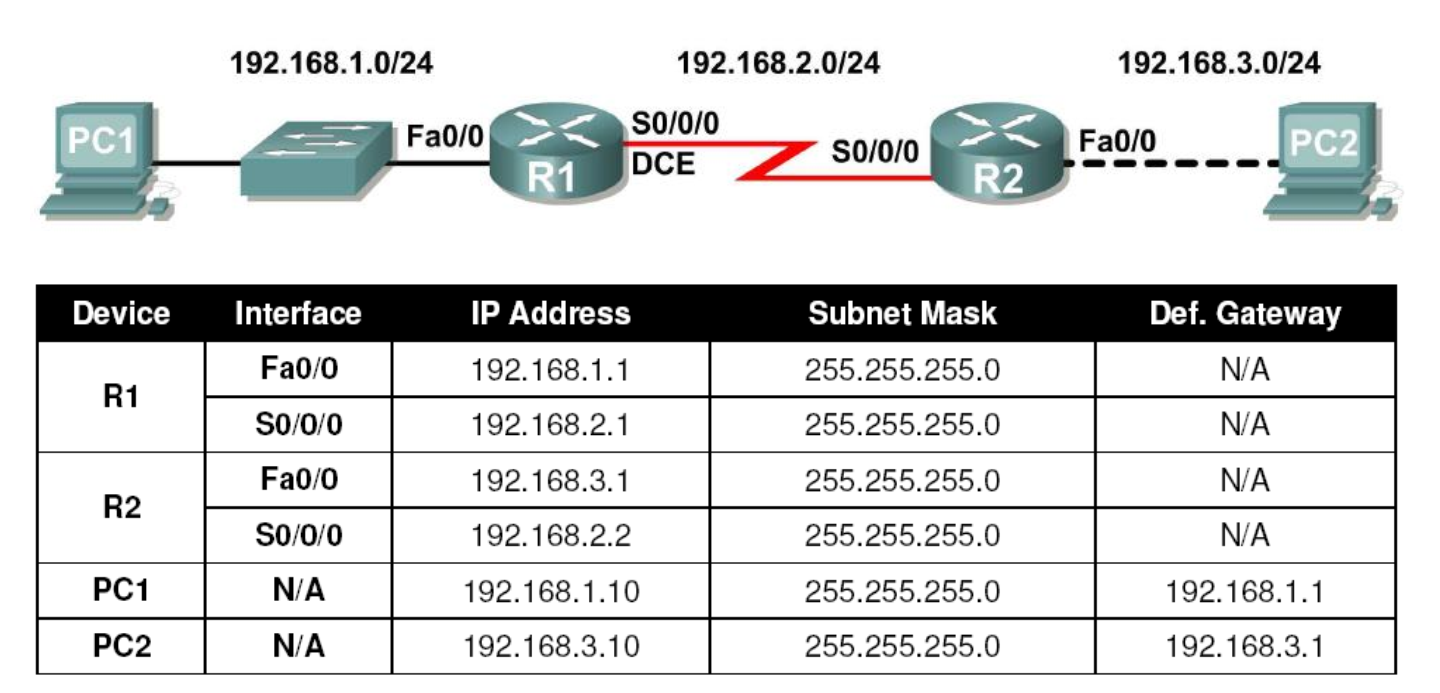 192.168.1.0/24 192.168.2.0/24 192.168.3.0/24
PC1 Fa0/0 R1 S0/0/0 DCE S0/0/0 R2 Fa0/0 PC2
Device Interface IP Address Subnet Mask Def. Gateway
R1 Fa0/0 192.168.1.1 255.255.255.0 N/A
S0/0/0 192.168.2.1 255.255.255.0 N/A
R2 Fa0/0 192.168.3.1 255.255.255.0 N/A
S0/0/0 192.168.2.2 255.255.255.0 N/A
PC1 N/A 192.168.1.10 255.255.255.0 192.168.1.1
PC2 N/A 192.168.3.10 255.255.255.0 192.168.3.1